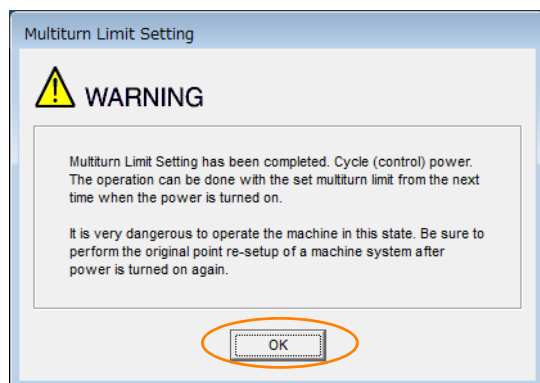 Multiturn Limit Setting
WARNING
Multiturn Limit Setting has been completed. Cycle (control) power.
The operation can be done with the set multiturn limit from the next
time when the power is turned on.
It is very dangerous to operate the machine in this state. Be sure to
perform the original point re-setup of a machine system after
power is turned on again.
OK